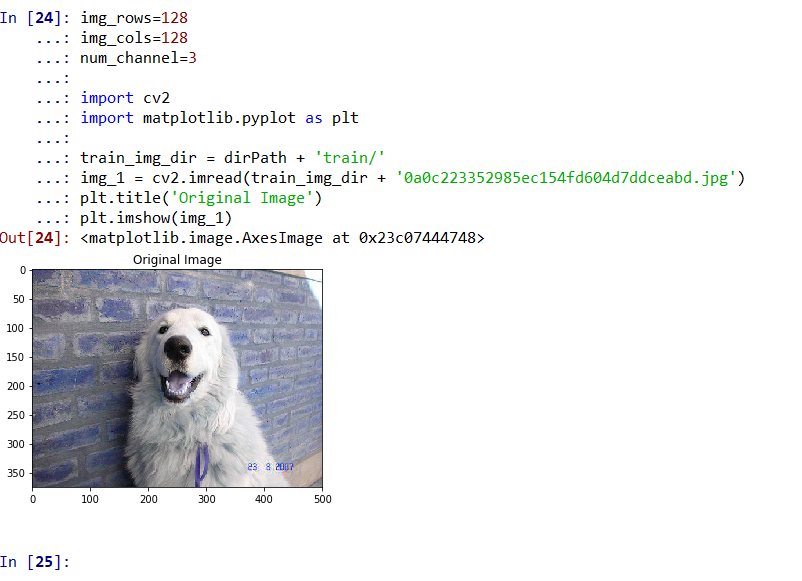 In [24]: img_rows=128
...: img_cols=128
...: num_channel=3
...:
...: import cv2
...: import matplotlib.pyplot as plt
...:
...: train_img_dir = dirPath + 'train/'
...: img_1 = cv2.imread(train_img_dir + '0a0c223352985ec154fd604d7ddceabd.jpg')
...: plt.title('Original Image')
...: plt.imshow(img_1)
Out[24]: <matplotlib.image.AxesImage at 0x23c07444748>
Original Image
0
50
100
150
200
250
300
350
23 8 2007
0 100 200 300 400 500
In [25]: